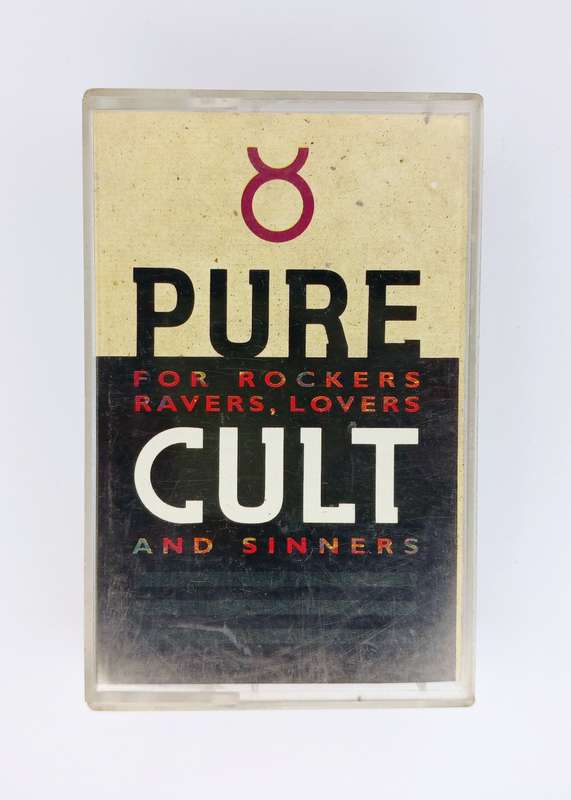 PURE
FOR ROCKERS
RAVERS, LOVERS
CULT
AND SINNERS